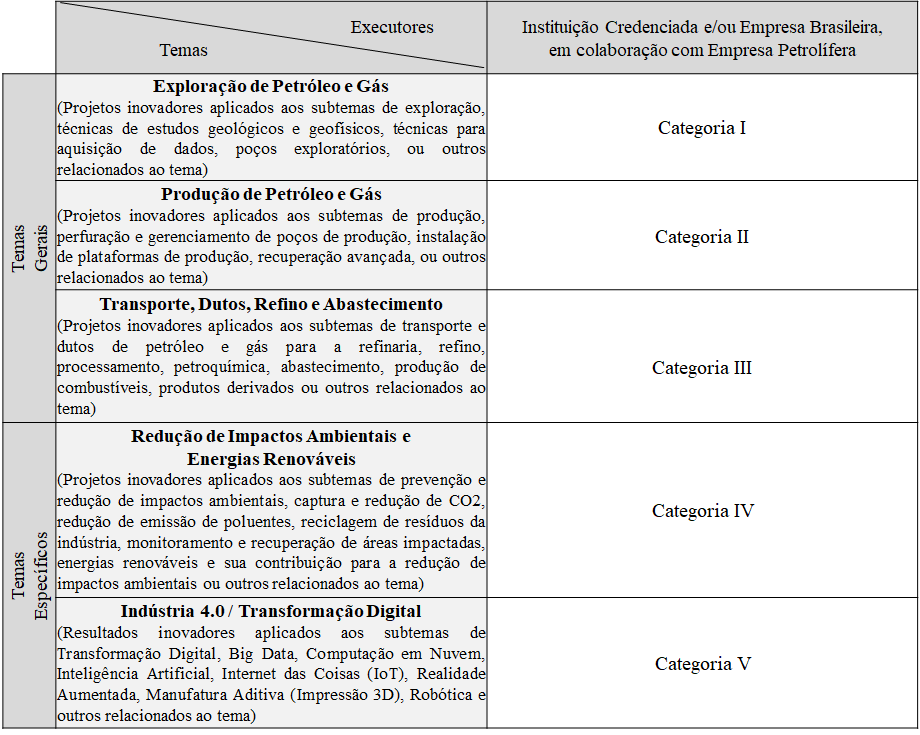 Executores
Temas
Instituição Credenciada e/ou Empresa Brasileira,
em colaboração com Empresa Petrolífera
Temas
Gerais
Exploração de Petróleo e Gás
(Projetos inovadores aplicados aos subtemas de exploração,
técnicas de estudos geológicos e geofísicos, técnicas para
aquisição de dados, poços exploratórios, ou outros
relacionados ao tema)
Categoria I
Produção de Petróleo e Gás
(Projetos inovadores aplicados aos subtemas de produção,
perfuração e gerenciamento de poços de produção, instalação
de plataformas de produção, recuperação avançada, ou outros
relacionados ao tema)
Categoria II
Transporte, Dutos, Refino e Abastecimento
(Projetos inovadores aplicados aos subtemas de transporte e
dutos de petróleo e gás para a refinaria, refino,
processamento, petroquímica, abastecimento, produção de
combustíveis, produtos derivados ou outros relacionados ao
tema)
Categoria III
Temas
Específicos
Redução de Impactos Ambientais e
Energias Renováveis
(Projetos inovadores aplicados aos subtemas de prevenção e
redução de impactos ambientais, captura e redução de CO2,
redução de emissão de poluentes, reciclagem de resíduos da
indústria, monitoramento e recuperação de áreas impactadas,
energias renováveis e sua contribuição para a redução de
impactos ambientais ou outros relacionados ao tema)
Categoria IV
Indústria 4.0 / Transformação Digital
(Resultados inovadores aplicados aos subtemas de
Transformação Digital, Big Data, Computação em Nuvem,
Inteligência Artificial, Internet das Coisas (IoT), Realidade
Aumentada, Manufatura Aditiva (Impressão 3D), Robótica e
outros relacionados ao tema)
Categoria V